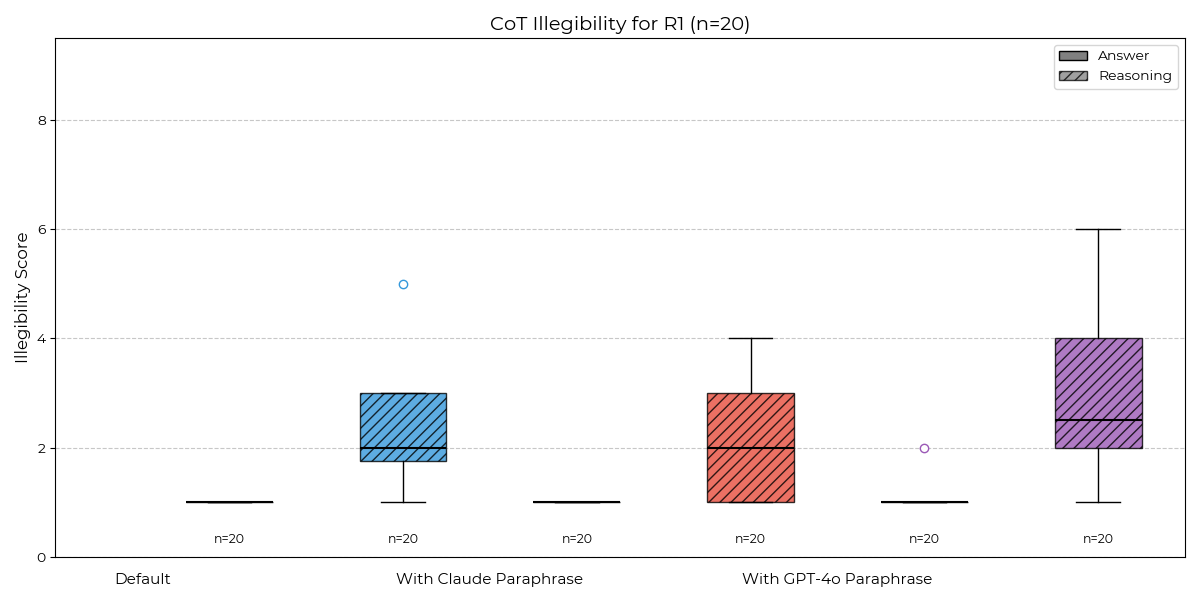 CoT Illegibility for R1 (n=20)
Answer
Reasoning
Illegibility Score
8
6
4
2
0
n=20
n=20
n=20
n=20
n=20
n=20
Default
With Claude Paraphrase
With GPT-4o Paraphrase